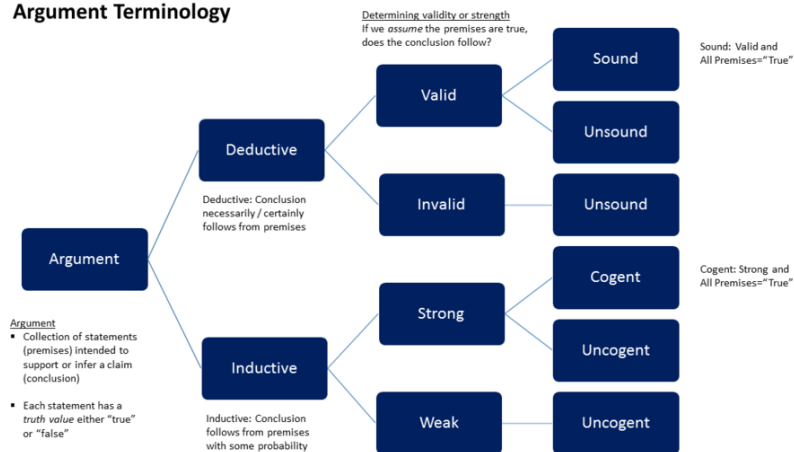 Argument Terminology
Determining validity or strength
If we assume the premises are true,
does the conclusion follow?
Sound
Sound: Valid and
All Premises=“True”
Valid
Unsound
Deductive
Deductive: Conclusion
necessarily / certainly
follows from premises
Invalid
Unsound
Argument
Cogent
Cogent: Strong and
All Premises=“True”
Strong
Argument
▪ Collection of statements
(premises) intended to
support or infer a claim
(conclusion)
▪ Each statement has a
truth value either “true”
or “false”
Uncogent
Inductive
Inductive: Conclusion
follows from premises
with some probability
Weak
Uncogent